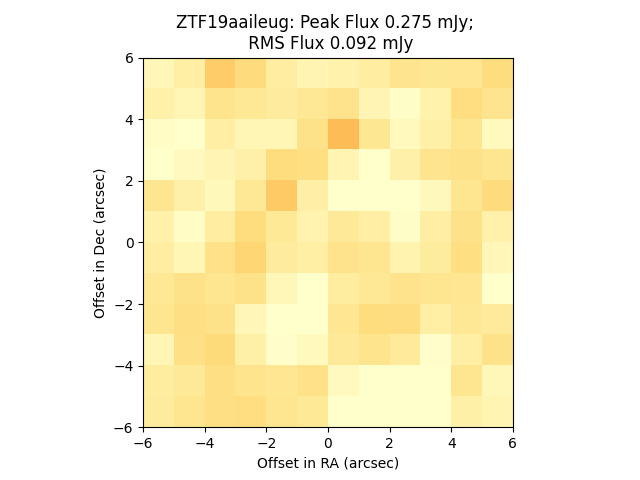 ZTF19aaileug: Peak Flux 0.275 mJy;
RMS Flux 0.092 mJy
6
4
2
0
−2
−4
−6
Offset in Dec (arcsec)
−6 −4 −2 0 2 4 6
Offset in RA (arcsec)